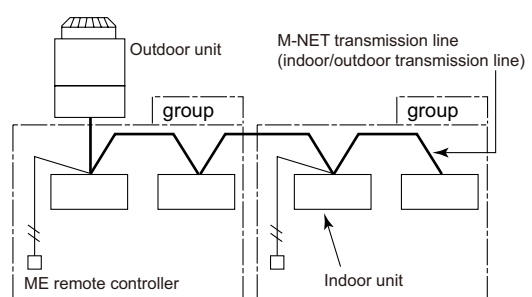 Outdoor unit
M-NET transmission line
(indoor/outdoor transmission line)
group
group
ME remote controller
Indoor unit